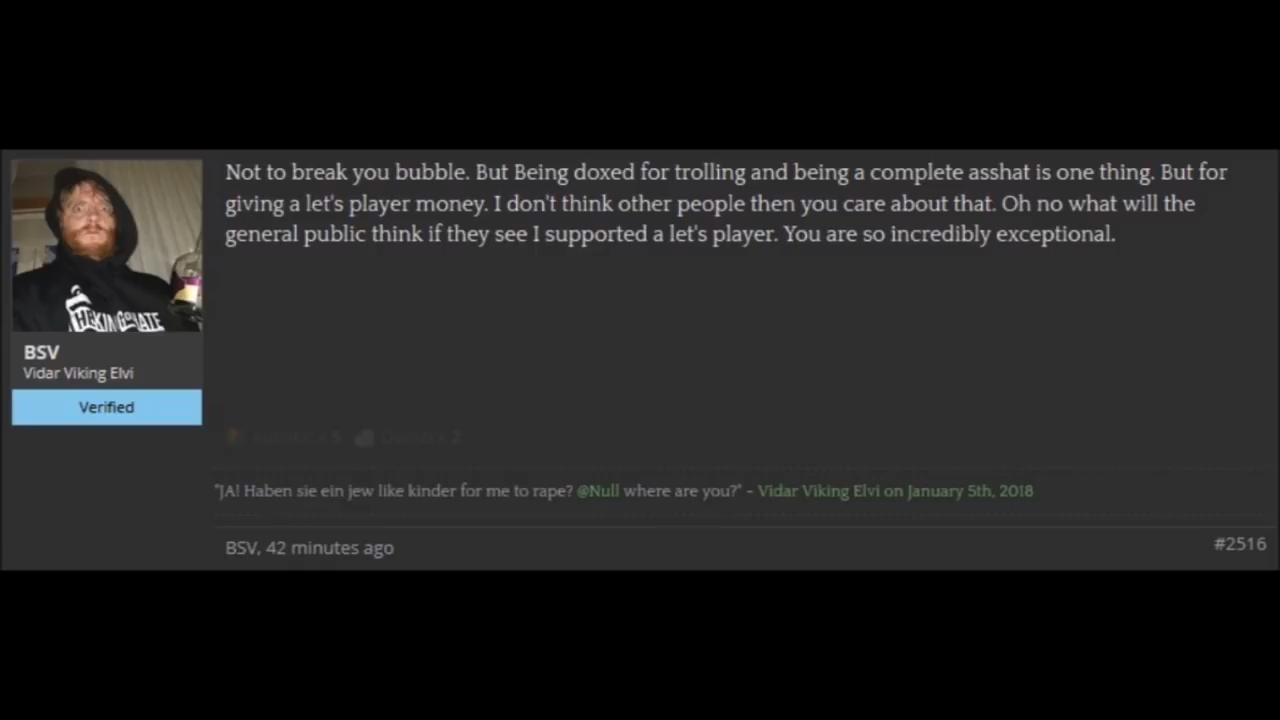 Not to break you bubble. But Being doxed for trolling and being a complete asshat is one thing. But for
giving a let's player money. I don't think other people then you care about that. Oh no what will the
general public think if they see I supported a let's player. You are so incredibly exceptional.
BSV
Vidar Viking Elvi
Verified
"JA! Haben sie ein jew like kinder for me to rape? @Null where are you?" - Vidar Viking Elvi on January 5th, 2018
BSV, 42 minutes ago
#2516